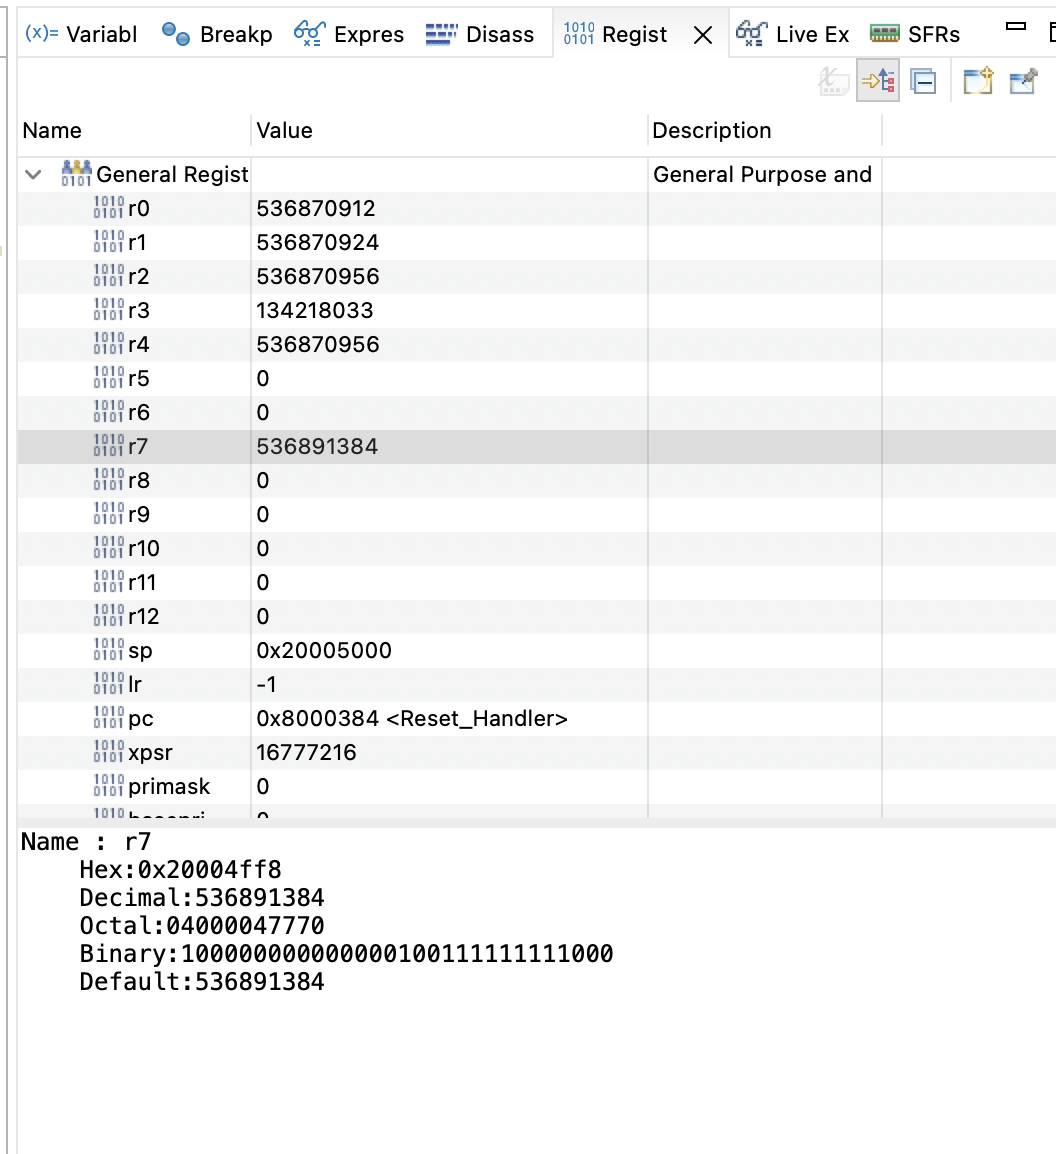 (x)= Variabl Breakp Expres Disass Regist Live Ex SFRs
Name Value Description
General Regist General Purpose and
r0 536870912
r1 536870924
r2 536870956
r3 134218033
r4 536870956
r5 0
r6 0
r7 536891384
r8 0
r9 0
r10 0
r11 0
r12 0
sp 0x20005000
lr -1
pc 0x8000384 <Reset_Handler>
xpsr 16777216
primask 0
basepri 0
Name : r7
Hex:0x20004ff8
Decimal:536891384
Octal:04000047770
Binary:100000000000000100111111111000
Default:536891384